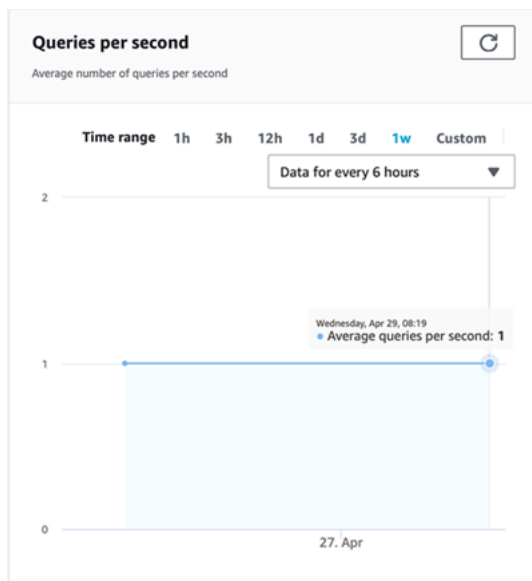 Queries per second
Average number of queries per second
Time range 1h 3h 12h 1d 3d 1w Custom
Data for every 6 hours
2
Wednesday, Apr 29, 08:19
Average queries per second: 1
1
0
27. Apr